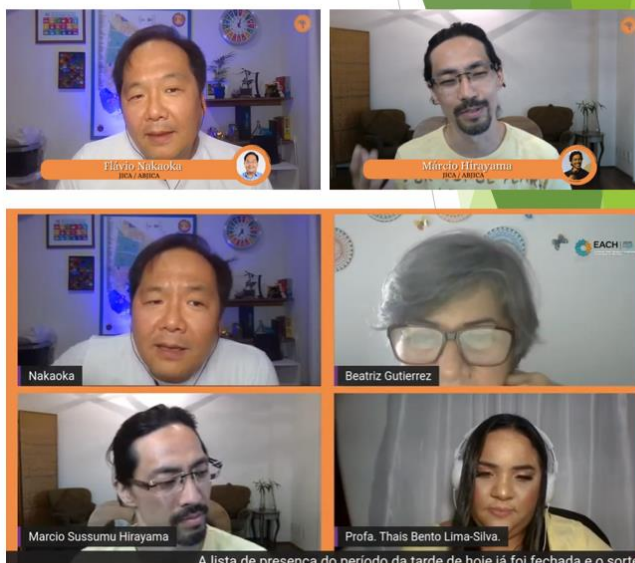 Flávio Nakaoka
JICA / ABJICA
Márcio Hirayama
JICA / ABJICA
Nakaoka
EACH
Beatriz Gutierrez
Marcio Sussumu Hirayama
Profa. Thais Bento Lima-Silva.
A lista de presença do período da tarde de hoje já foi fechada e o sorte